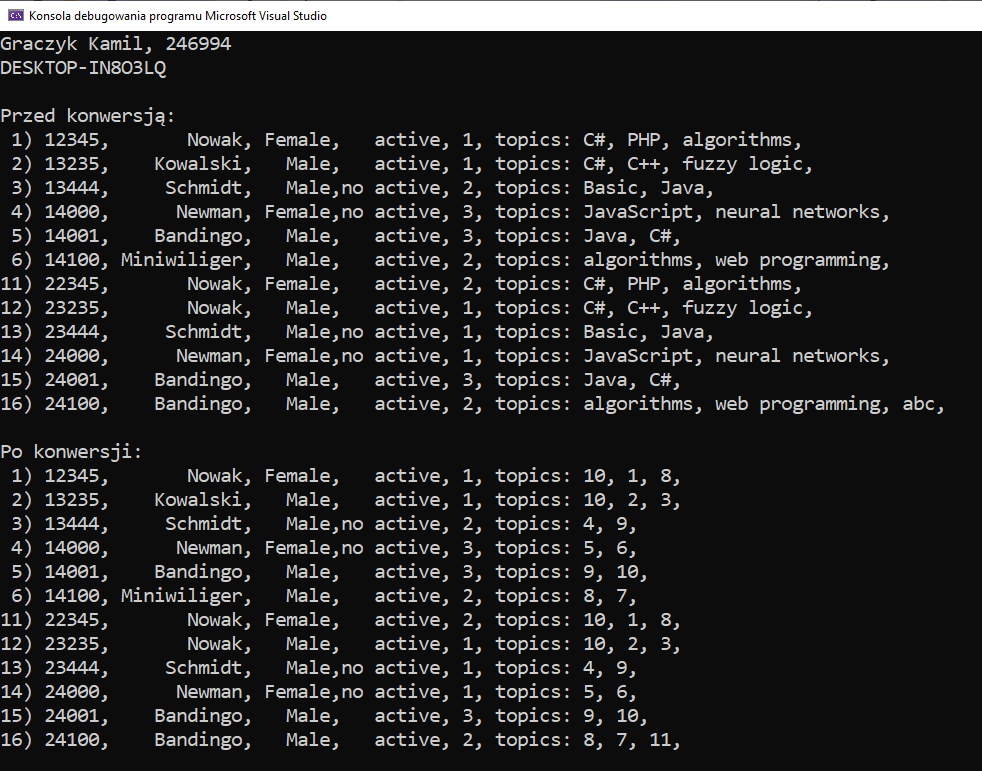 Konsola debugowania programu Microsoft Visual Studio
Graczyk Kamil, 246994
DESKTOP-IN8O3LQ
Przed konwersją:
 1) 12345,       Nowak, Female,   active, 1, topics: C#, PHP, algorithms,
 2) 13235,    Kowalski,   Male,   active, 1, topics: C#, C++, fuzzy logic,
 3) 13444,     Schmidt,   Male,no active, 2, topics: Basic, Java,
 4) 14000,      Newman, Female,no active, 3, topics: JavaScript, neural networks,
 5) 14001,    Bandingo,   Male,   active, 3, topics: Java, C#,
 6) 14100, Miniwiliger,   Male,   active, 2, topics: algorithms, web programming,
11) 22345,       Nowak, Female,   active, 2, topics: C#, PHP, algorithms,
12) 23235,       Nowak,   Male,   active, 1, topics: C#, C++, fuzzy logic,
13) 23444,     Schmidt,   Male,no active, 1, topics: Basic, Java,
14) 24000,      Newman, Female,no active, 1, topics: JavaScript, neural networks,
15) 24001,    Bandingo,   Male,   active, 3, topics: Java, C#,
16) 24100,    Bandingo,   Male,   active, 2, topics: algorithms, web programming, abc,
Po konwersji:
 1) 12345,       Nowak, Female,   active, 1, topics: 10, 1, 8,
 2) 13235,    Kowalski,   Male,   active, 1, topics: 10, 2, 3,
 3) 13444,     Schmidt,   Male,no active, 2, topics: 4, 9,
 4) 14000,      Newman, Female,no active, 3, topics: 5, 6,
 5) 14001,    Bandingo,   Male,   active, 3, topics: 9, 10,
 6) 14100, Miniwiliger,   Male,   active, 2, topics: 8, 7,
11) 22345,       Nowak, Female,   active, 2, topics: 10, 1, 8,
12) 23235,       Nowak,   Male,   active, 1, topics: 10, 2, 3,
13) 23444,     Schmidt,   Male,no active, 1, topics: 4, 9,
14) 24000,      Newman, Female,no active, 1, topics: 5, 6,
15) 24001,    Bandingo,   Male,   active, 3, topics: 9, 10,
16) 24100,    Bandingo,   Male,   active, 2, topics: 8, 7, 11,